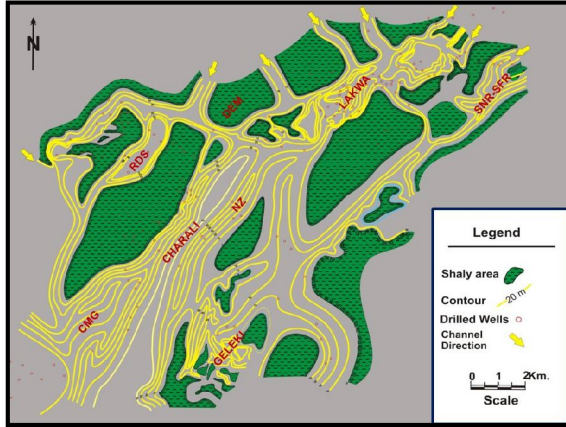 N
DEM
LAKWA
SNR-SFR
RDS
NZ
CHARALI
CMG
GELEKI
Legend
Shaly area
Contour 20 m
Drilled Wells
Channel
Direction
0 1 2Km.
Scale